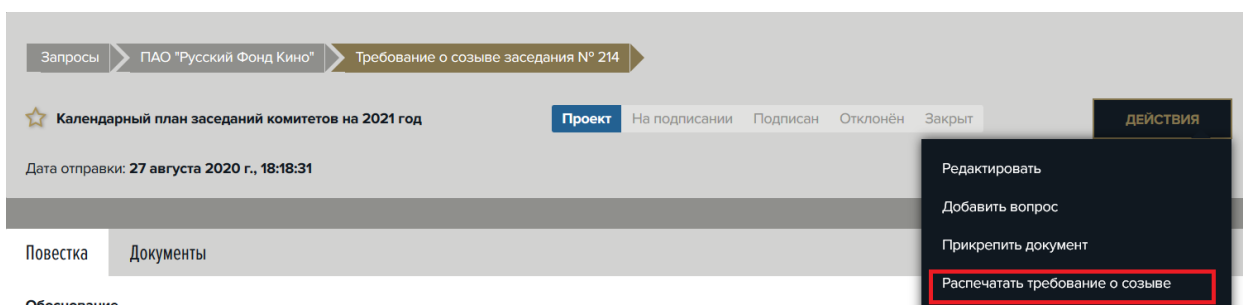 Запросы ПАО "Русский Фонд Кино" Требование о созыве заседания № 214
Календарный план заседаний комитетов на 2021 год
Проект На подписании Подписан Отклонён Закрыт
ДЕЙСТВИЯ
Дата отправки: 27 августа 2020 г., 18:18:31
Редактировать
Добавить вопрос
Прикрепить документ
Распечатать требование о созыве
Повестка Документы
Обоснование